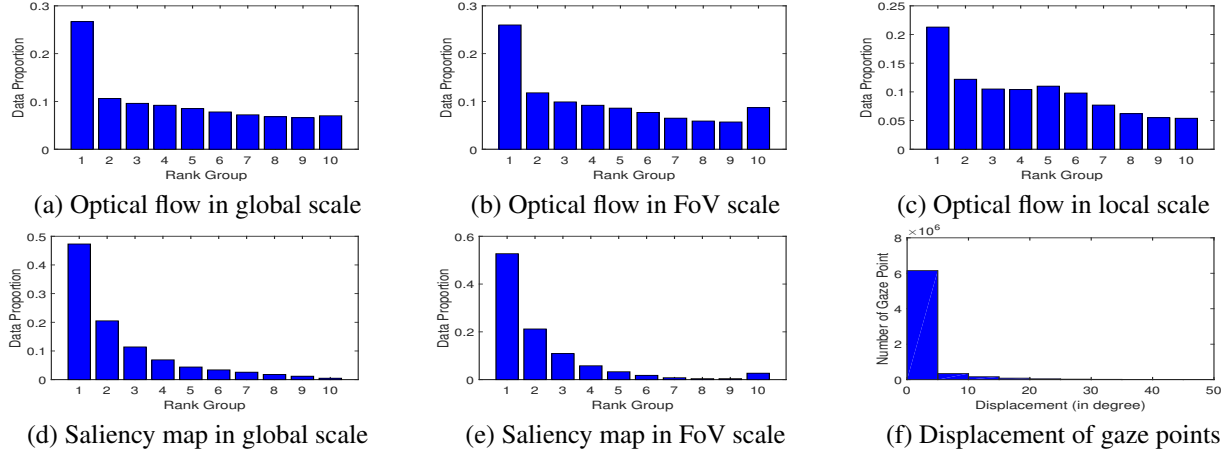 0.3
0.2
0.1
0
Data Proportion
1 2 3 4 5 6 7 8 9 10
Rank Group
(a) Optical flow in global scale
0.3
0.2
0.1
0
Data Proportion
1 2 3 4 5 6 7 8 9 10
Rank Group
(b) Optical flow in FoV scale
0.25
0.2
0.15
0.1
0.05
0
Data Proportion
1 2 3 4 5 6 7 8 9 10
Rank Group
(c) Optical flow in local scale
0.5
0.4
0.3
0.2
0.1
0
Data Proportion
1 2 3 4 5 6 7 8 9 10
Rank Group
(d) Saliency map in global scale
0.6
0.4
0.2
0
Data Proportion
1 2 3 4 5 6 7 8 9 10
Rank Group
(e) Saliency map in FoV scale
×10⁶
8
6
4
2
0
Number of Gaze Point
0 10 20 30 40 50
Displacement (in degree)
(f) Displacement of gaze points